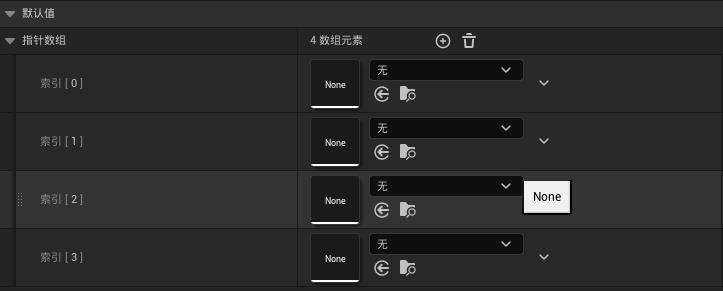 默认值
指针数组 4 数组元素
索引 [ 0 ] None 无
索引 [ 1 ] None 无
索引 [ 2 ] None 无 None
索引 [ 3 ] None 无